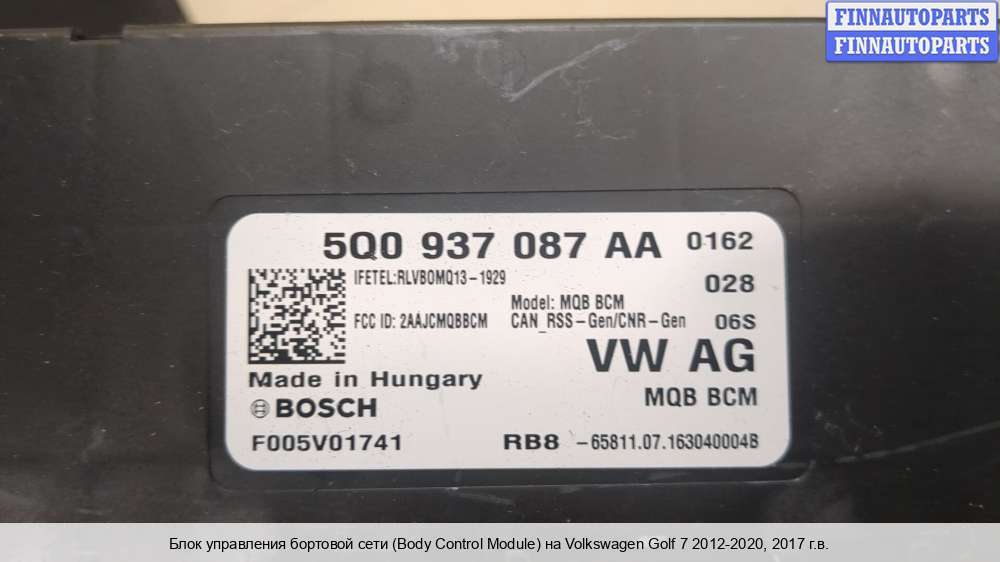 FINNAUTOPARTS
FINNAUTOPARTS
5Q0 937 087 AA 0162
IFETEL:RLVBOMQ13-1929
028
Model: MQB BCM
FCC ID: 2AAJCMQBBCM CAN_RSS-Gen/CNR-Gen 06S
VW AG
Made in Hungary
MQB BCM
BOSCH
F005V01741 RB8 -65811.07.163040004B
Блок управления бортовой сети (Body Control Module) на Volkswagen Golf 7 2012-2020, 2017 г.в.